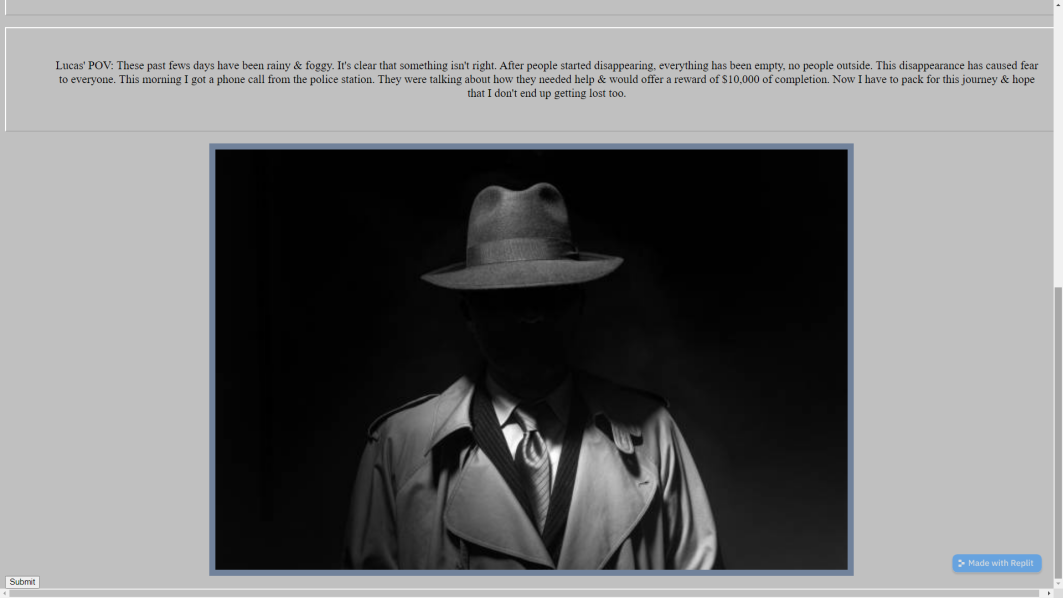 Lucas' POV: These past fews days have been rainy & foggy. It's clear that something isn't right. After people started disappearing, everything has been empty, no people outside. This disappearance has caused fear
to everyone. This morning I got a phone call from the police station. They were talking about how they needed help & would offer a reward of $10,000 of completion. Now I have to pack for this journey & hope
that I don't end up getting lost too.
Made with Replit
Submit